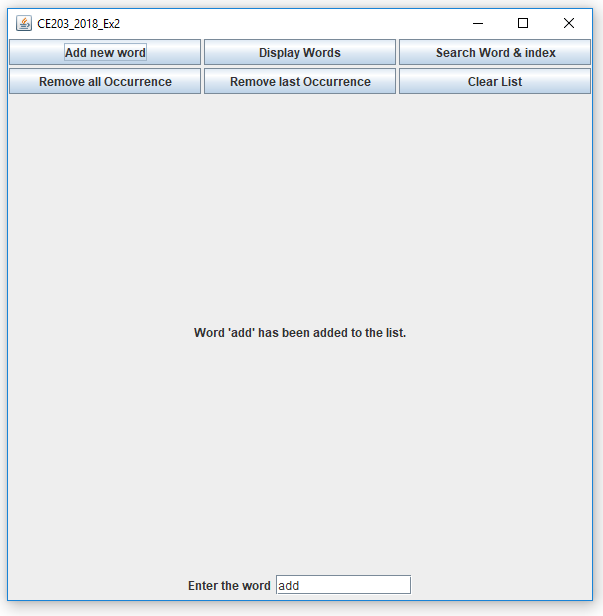 CE203_2018_Ex2
Add new word Display Words Search Word & index
Remove all Occurrence Remove last Occurrence Clear List
Word 'add' has been added to the list.
Enter the word add